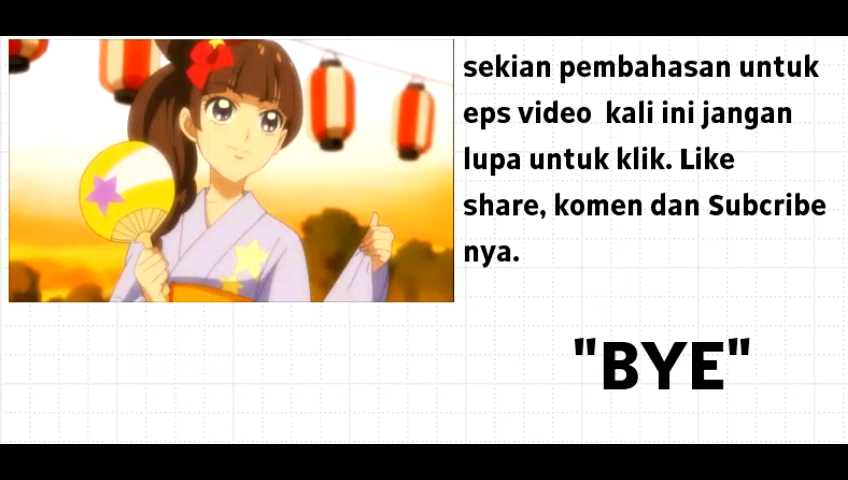 sekian pembahasan untuk
eps video kali ini jangan
lupa untuk klik. Like
share, komen dan Subcribe
nya.
"BYE"